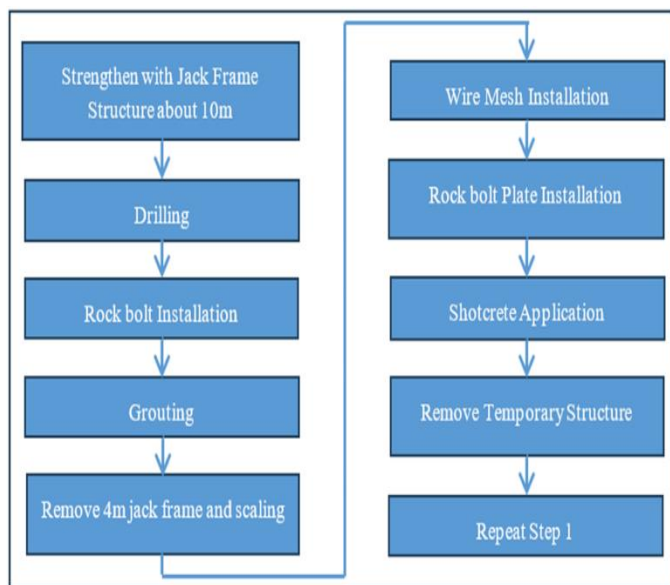 Strengthen with Jack Frame
Structure about 10m
Drilling
Rock bolt Installation
Grouting
Remove 4m jack frame and scaling
Wire Mesh Installation
Rock bolt Plate Installation
Shotcrete Application
Remove Temporary Structure
Repeat Step 1